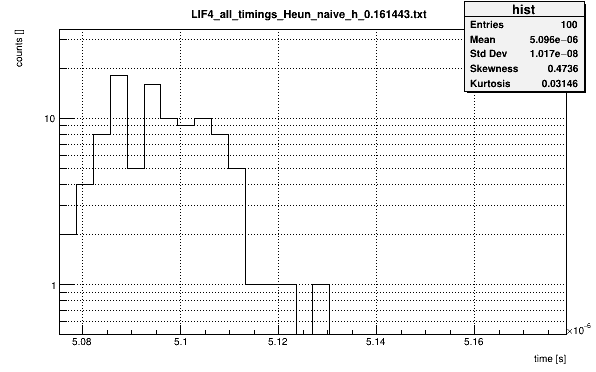 LIF4_all_timings_Heun_naive_h_0.161443.txt
hist
Entries 100
Mean 5.096e−06
Std Dev 1.017e−08
Skewness 0.4736
Kurtosis 0.03146
counts []
10
1
5.08 5.1 5.12 5.14 5.16
×10⁻⁶
time [s]